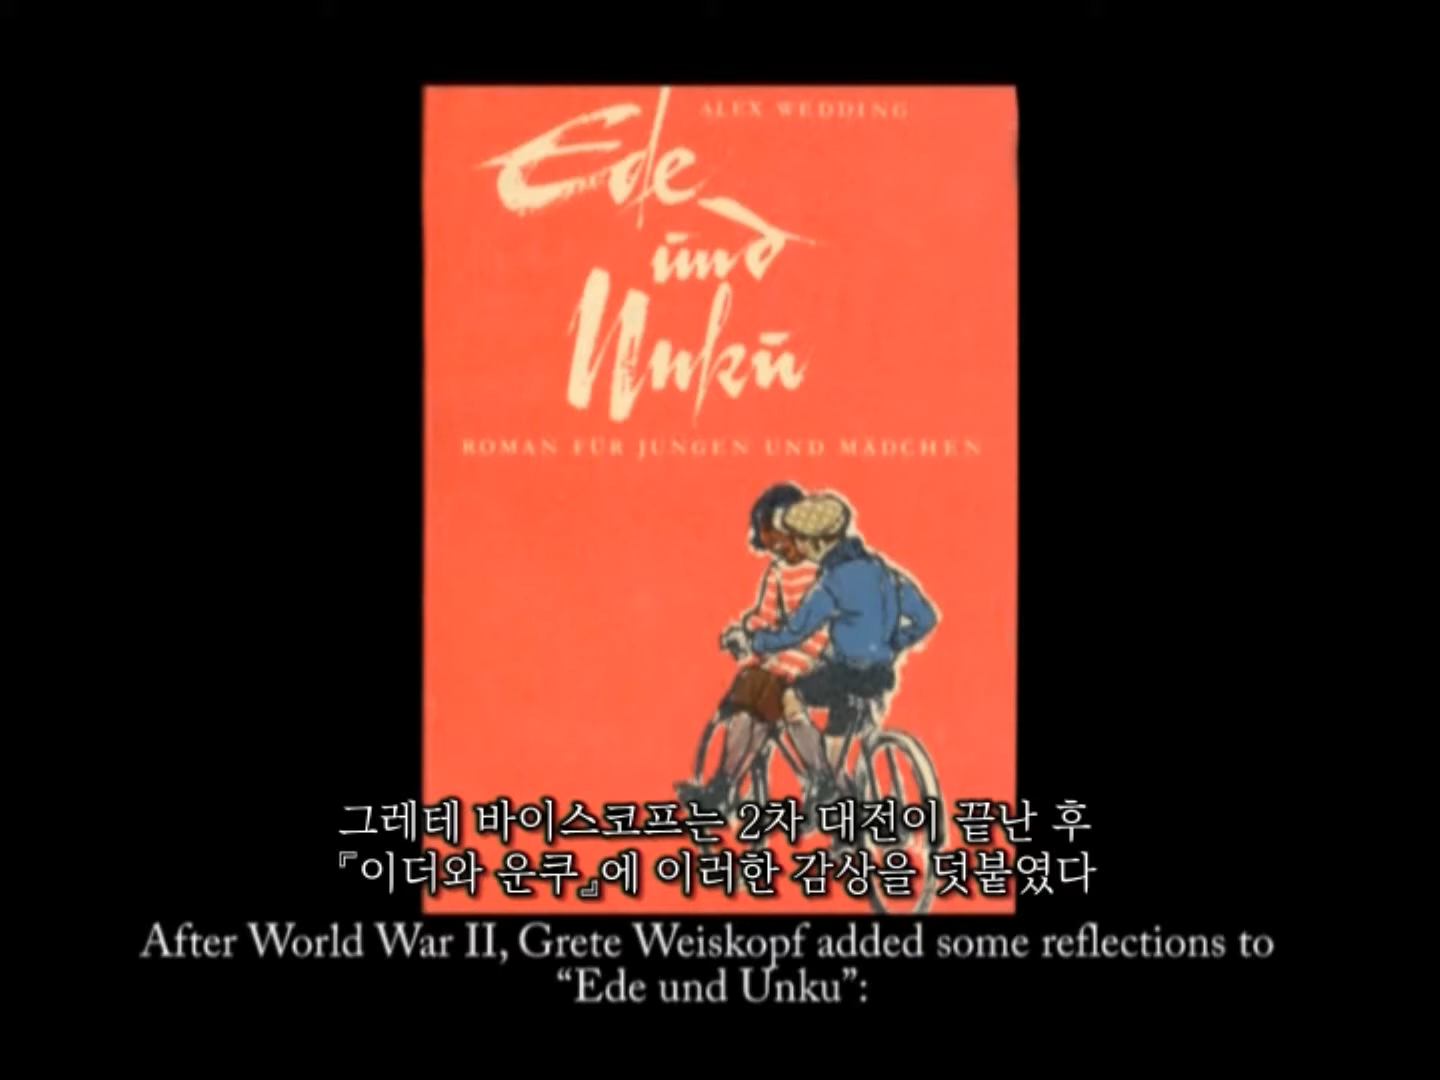 ALEX WEDDING
Ede
und
Unku
ROMAN FÜR JUNGEN UND MÄDCHEN
그레테 바이스코프는 2차 대전이 끝난 후
『이더와 운쿠』에 이러한 감상을 덧붙였다
After World War II, Grete Weiskopf added some reflections to
“Ede und Unku”: